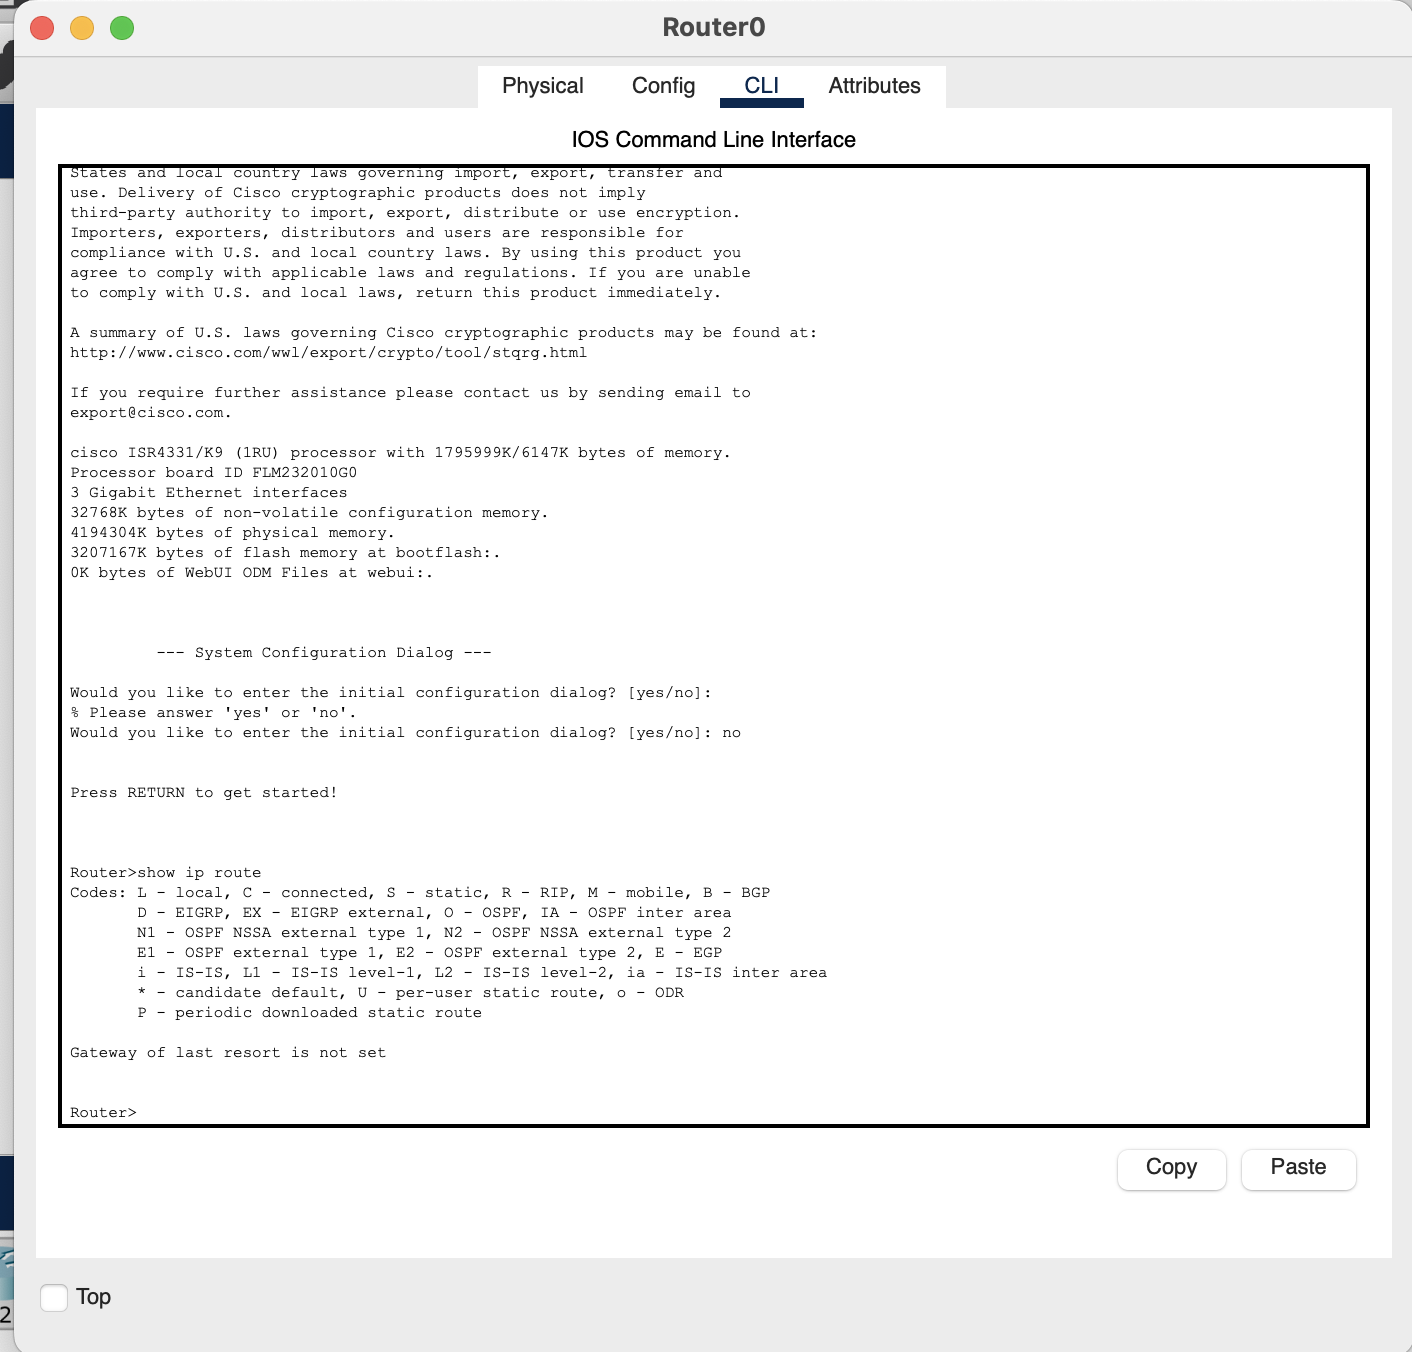 Router0
Physical Config CLI Attributes
IOS Command Line Interface
States and local country laws governing import, export, transfer and
use. Delivery of Cisco cryptographic products does not imply
third-party authority to import, export, distribute or use encryption.
Importers, exporters, distributors and users are responsible for
compliance with U.S. and local country laws. By using this product you
agree to comply with applicable laws and regulations. If you are unable
to comply with U.S. and local laws, return this product immediately.
A summary of U.S. laws governing Cisco cryptographic products may be found at:
http://www.cisco.com/wwl/export/crypto/tool/stqrg.html
If you require further assistance please contact us by sending email to
export@cisco.com.
cisco ISR4331/K9 (1RU) processor with 1795999K/6147K bytes of memory.
Processor board ID FLM232010G0
3 Gigabit Ethernet interfaces
32768K bytes of non-volatile configuration memory.
4194304K bytes of physical memory.
3207167K bytes of flash memory at bootflash:.
0K bytes of WebUI ODM Files at webui:.
--- System Configuration Dialog ---
Would you like to enter the initial configuration dialog? [yes/no]:
% Please answer 'yes' or 'no'.
Would you like to enter the initial configuration dialog? [yes/no]: no
Press RETURN to get started!
Router>show ip route
Codes: L - local, C - connected, S - static, R - RIP, M - mobile, B - BGP
D - EIGRP, EX - EIGRP external, O - OSPF, IA - OSPF inter area
N1 - OSPF NSSA external type 1, N2 - OSPF NSSA external type 2
E1 - OSPF external type 1, E2 - OSPF external type 2, E - EGP
i - IS-IS, L1 - IS-IS level-1, L2 - IS-IS level-2, ia - IS-IS inter area
* - candidate default, U - per-user static route, o - ODR
P - periodic downloaded static route
Gateway of last resort is not set
Router>
Copy Paste
Top
2